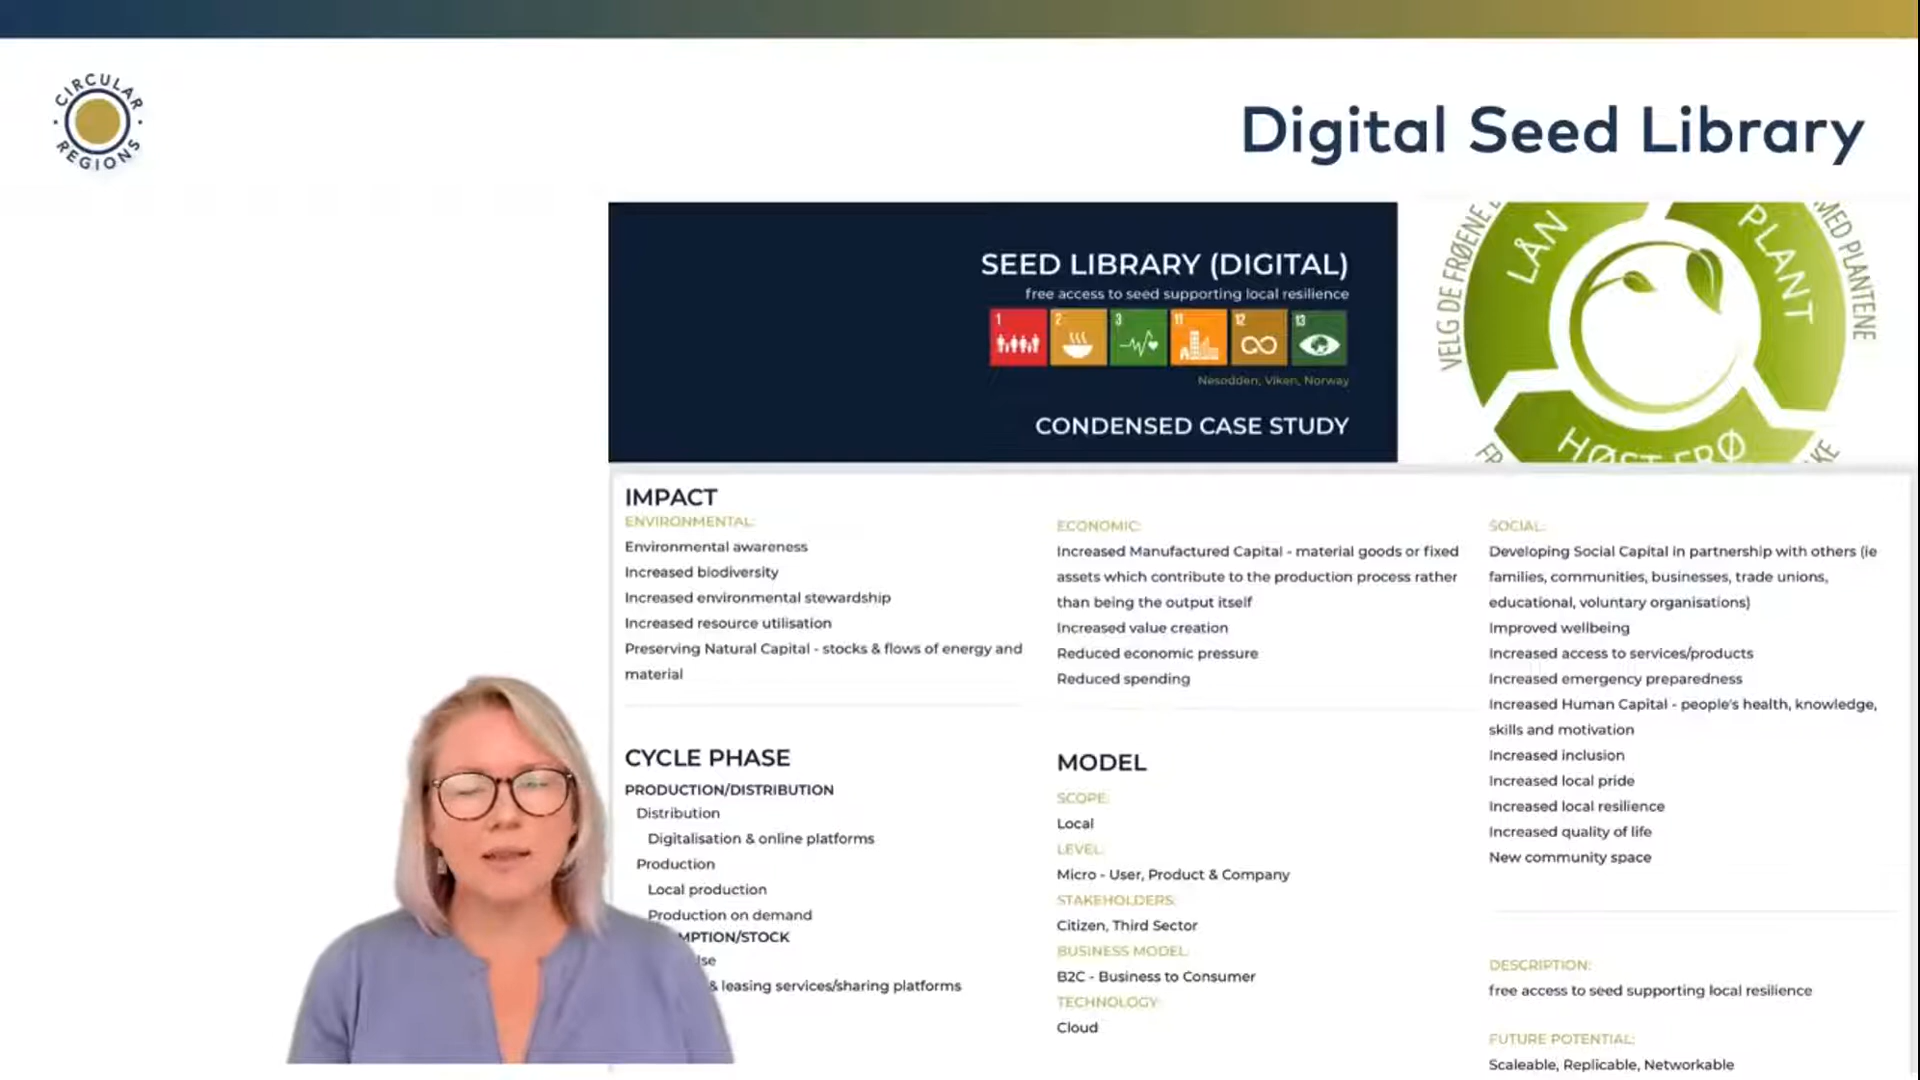 CIRCULAR
REGIONS
Digital Seed Library
SEED LIBRARY (DIGITAL)
free access to seed supporting local resilience
1 2 3 11 12 13
Nesodden, Viken, Norway
CONDENSED CASE STUDY
VELG DE FRØENE
MED PLANTENE
LÅN
PLANT
HØST FRØ
IMPACT
ENVIRONMENTAL:
Environmental awareness
Increased biodiversity
Increased environmental stewardship
Increased resource utilisation
Preserving Natural Capital - stocks & flows of energy and
material
ECONOMIC:
Increased Manufactured Capital - material goods or fixed
assets which contribute to the production process rather
than being the output itself
Increased value creation
Reduced economic pressure
Reduced spending
SOCIAL:
Developing Social Capital in partnership with others (ie
families, communities, businesses, trade unions,
educational, voluntary organisations)
Improved wellbeing
Increased access to services/products
Increased emergency preparedness
Increased Human Capital - people's health, knowledge,
skills and motivation
Increased inclusion
Increased local pride
Increased local resilience
Increased quality of life
New community space
CYCLE PHASE
PRODUCTION/DISTRIBUTION
Distribution
Digitalisation & online platforms
Production
Local production
Production on demand
MPTION/STOCK
& leasing services/sharing platforms
MODEL
SCOPE:
Local
LEVEL:
Micro - User, Product & Company
STAKEHOLDERS:
Citizen, Third Sector
BUSINESS MODEL:
B2C - Business to Consumer
TECHNOLOGY:
Cloud
DESCRIPTION:
free access to seed supporting local resilience
FUTURE POTENTIAL:
Scaleable, Replicable, Networkable